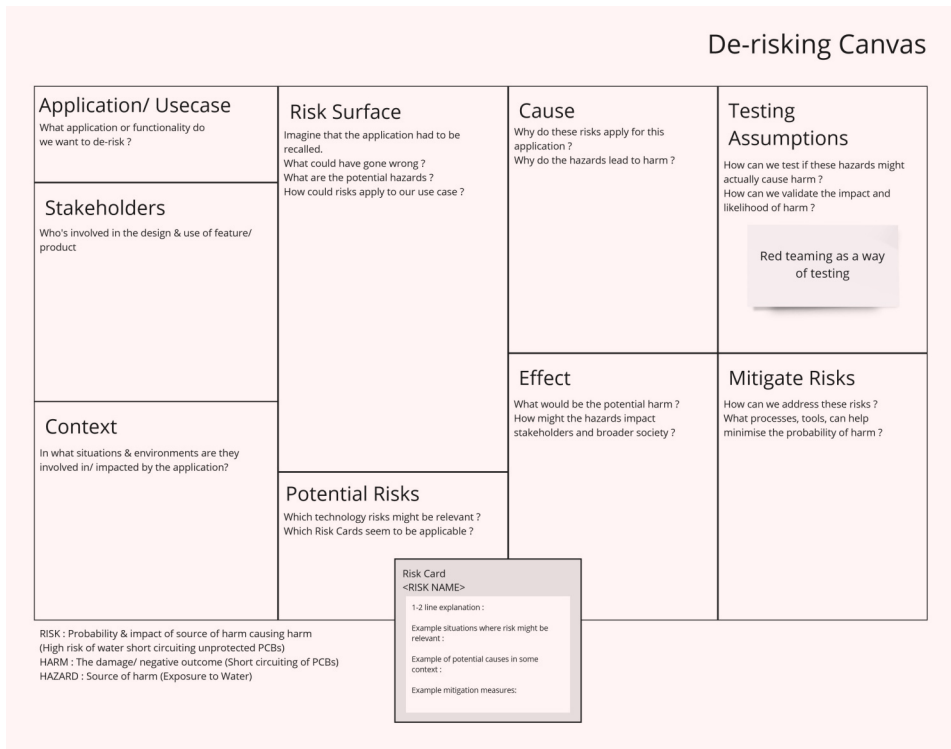 De-risking Canvas
Application/ Usecase
What application or functionality do
we want to de-risk ?
Stakeholders
Who's involved in the design & use of feature/
product
Context
In what situations & environments are they
involved in/ impacted by the application?
Risk Surface
Imagine that the application had to be
recalled.
What could have gone wrong ?
What are the potential hazards ?
How could risks apply to our use case ?
Potential Risks
Which technology risks might be relevant ?
Which Risk Cards seem to be applicable ?
Cause
Why do these risks apply for this
application ?
Why do the hazards lead to harm ?
Effect
What would be the potential harm ?
How might the hazards impact
stakeholders and broader society ?
Testing
Assumptions
How can we test if these hazards might
actually cause harm ?
How can we validate the impact and
likelihood of harm ?
Red teaming as a way
of testing
Mitigate Risks
How can we address these risks ?
What processes, tools, can help
minimise the probability of harm ?
Risk Card
<RISK NAME>
1-2 line explanation :
Example situations where risk might be
relevant :
Example of potential causes in some
context :
Example mitigation measures:
RISK : Probability & impact of source of harm causing harm
(High risk of water short circuiting unprotected PCBs)
HARM : The damage/ negative outcome (Short circuiting of PCBs)
HAZARD : Source of harm (Exposure to Water)